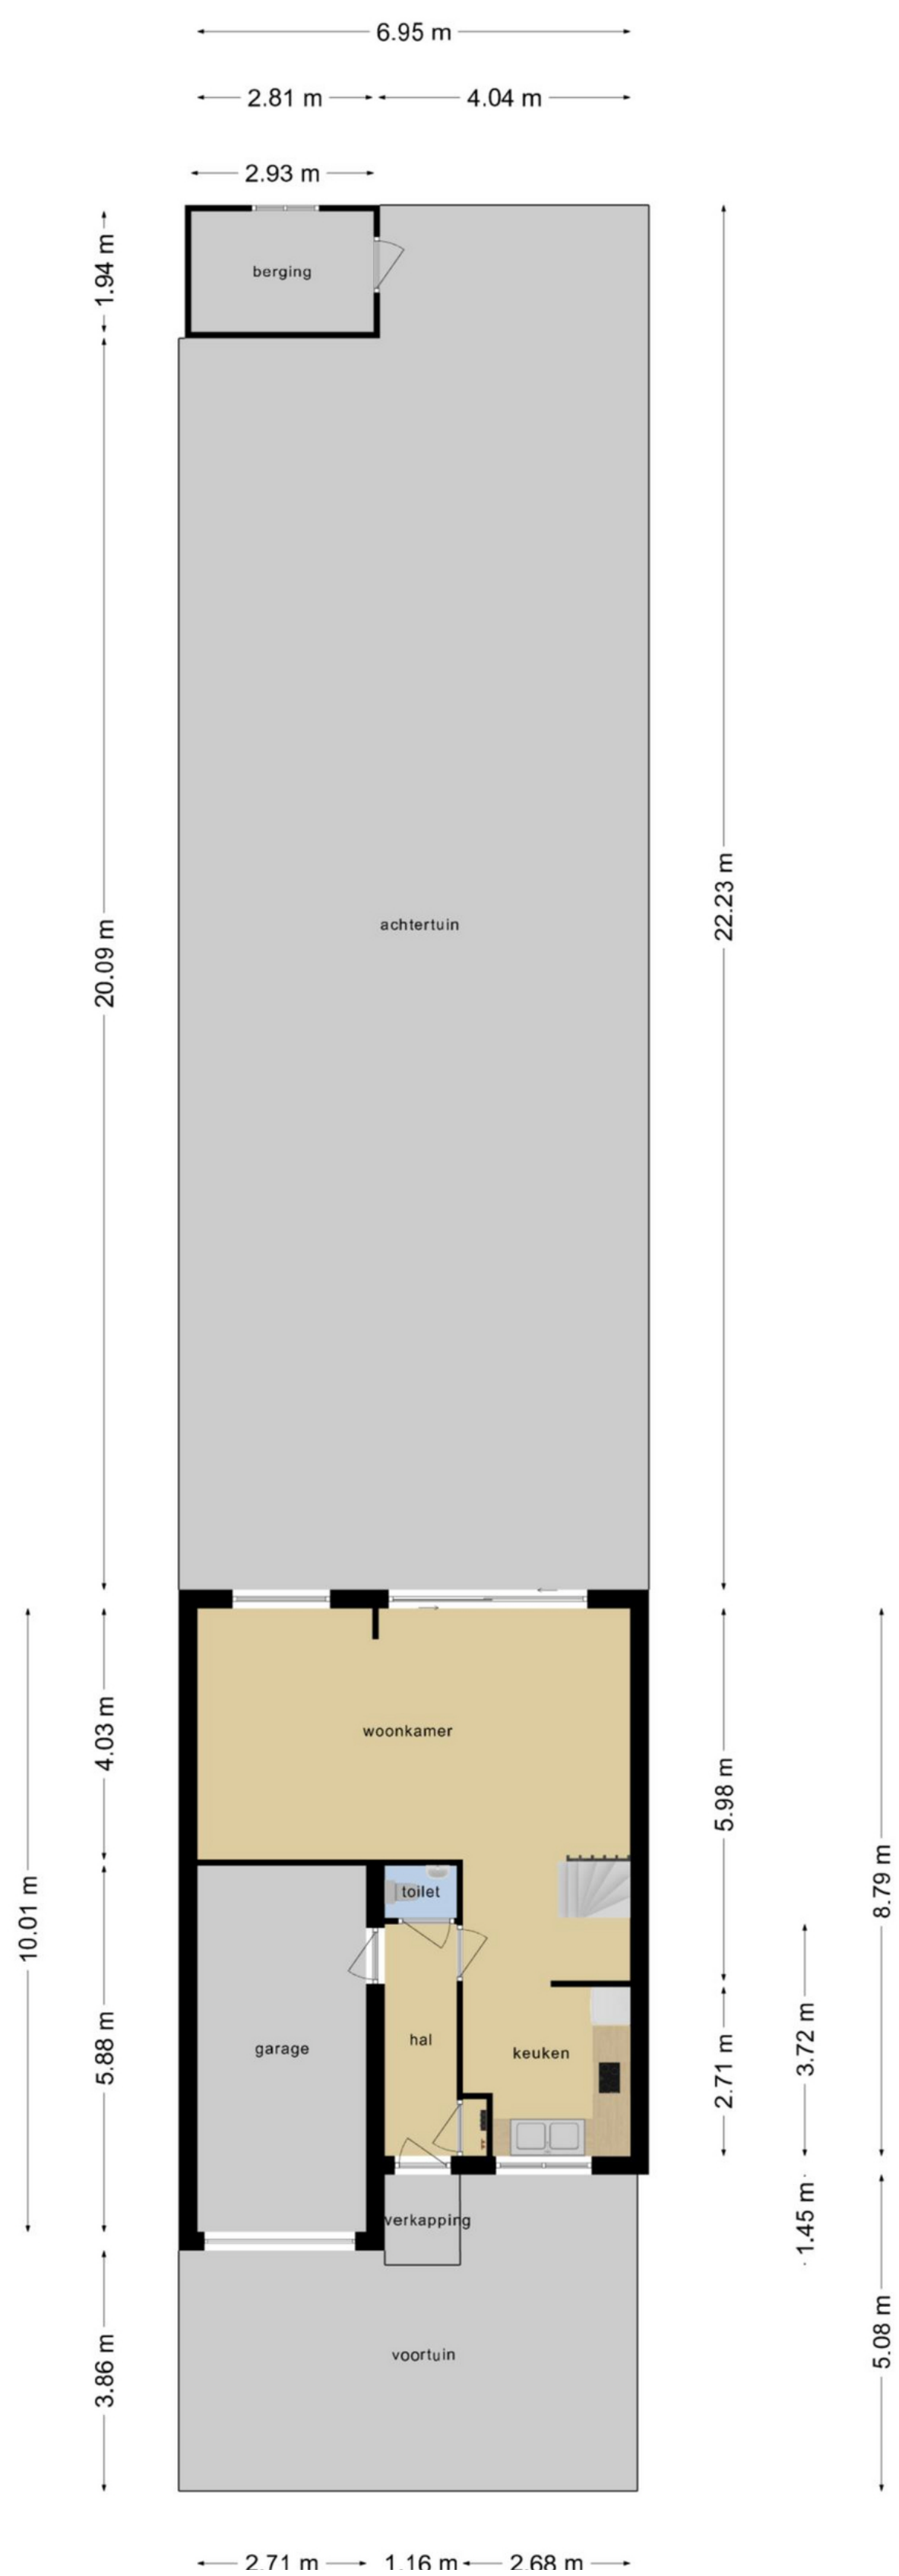 6.95 m
2.81 m
4.04 m
2.93 m
1.94 m
berging
20.09 m
achtertuin
22.23 m
woonkamer
4.03 m
5.98 m
10.01 m
8.79 m
toilet
garage
hal
keuken
5.88 m
2.71 m
3.72 m
verkapping
1.45 m
voortuin
3.86 m
5.08 m
2.71 m
1.16 m
2.68 m